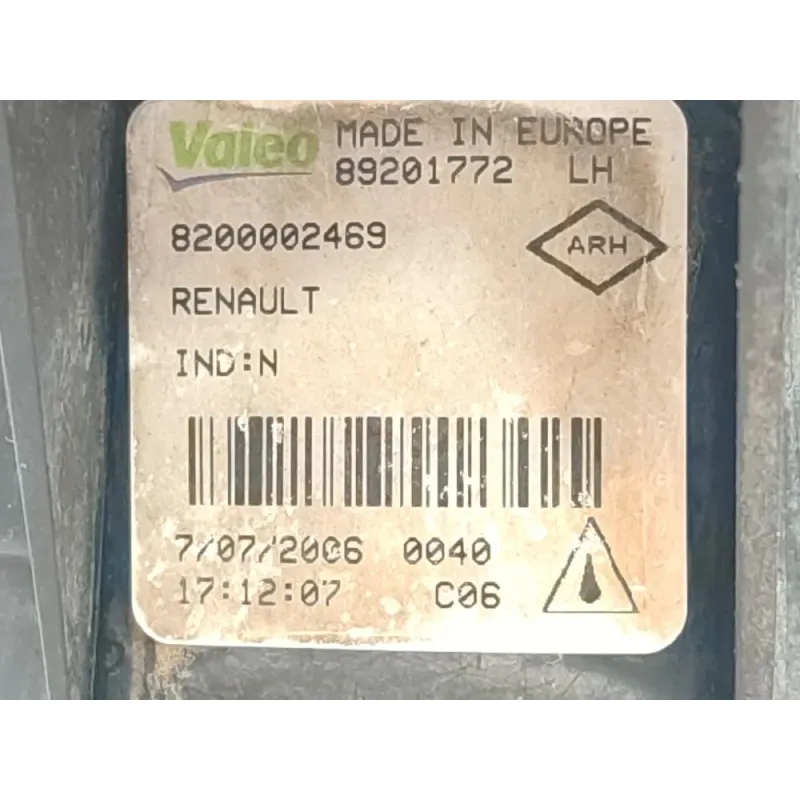 Valeo MADE IN EUROPE
89201772 LH
8200002469
ARH
RENAULT
IND:N
7/07/2006 0040
17:12:07 C06